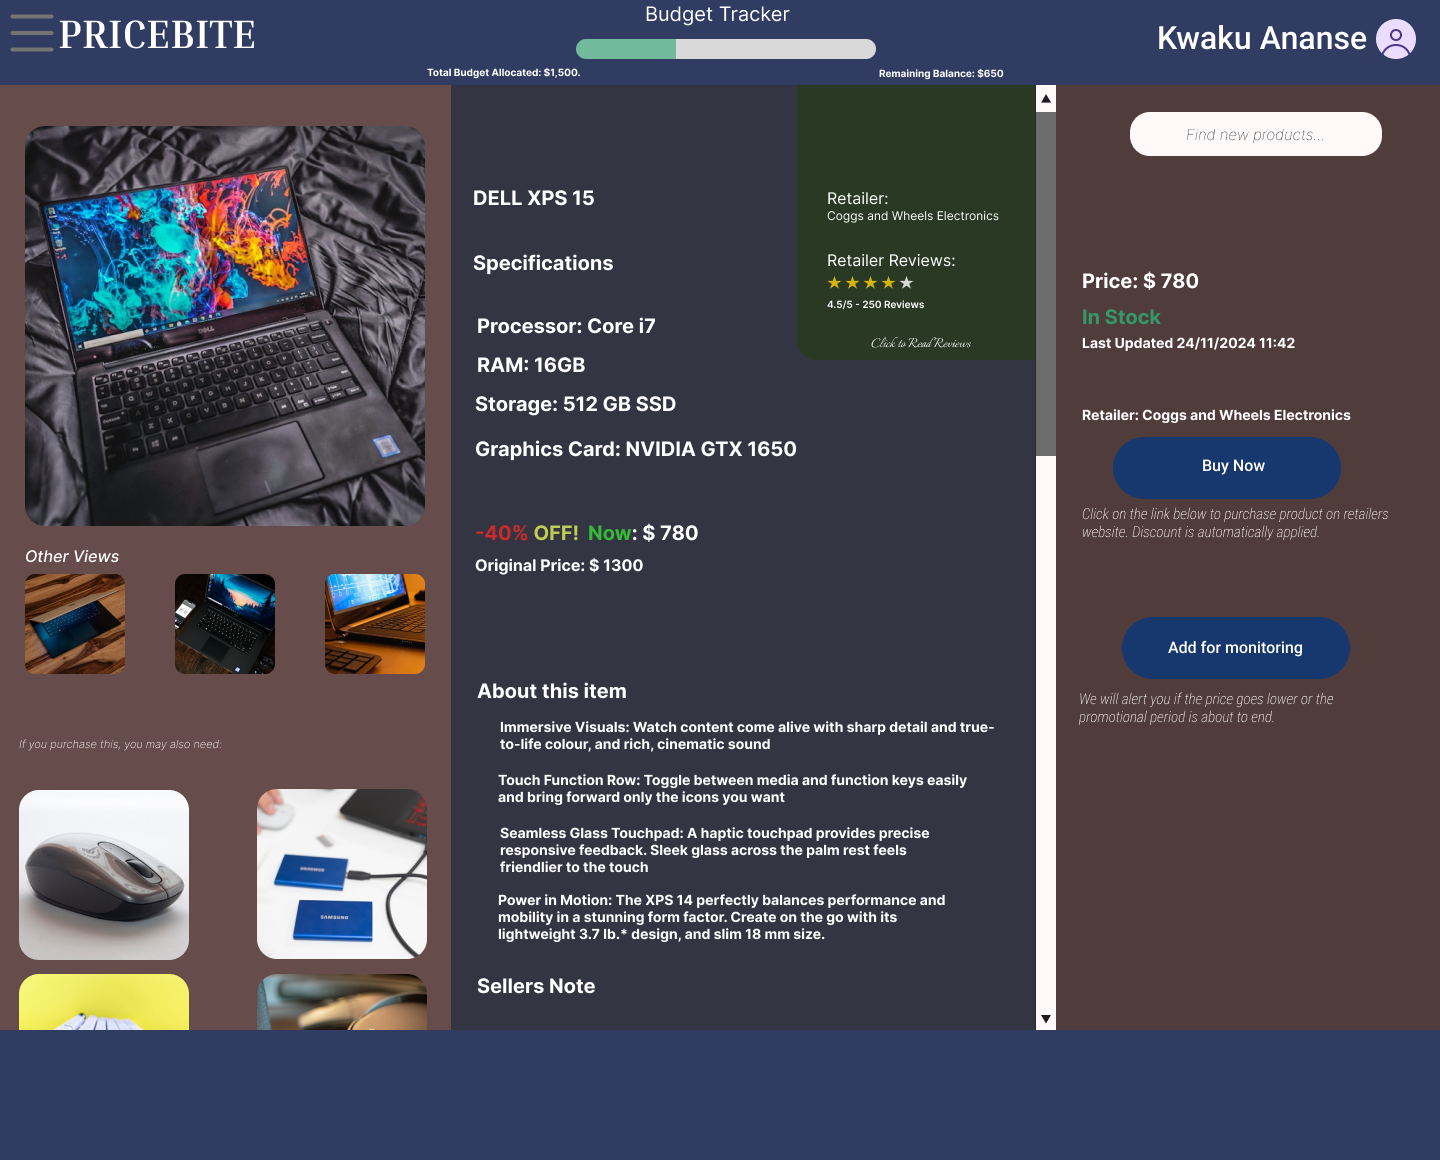 PRICEBITE
Budget Tracker
Total Budget Allocated: $1,500.
Remaining Balance: $650
Kwaku Ananse
DELL
Other Views
If you purchase this, you may also need:
SAMSUNG
SAMSUNG
DELL XPS 15
Specifications
Processor: Core i7
RAM: 16GB
Storage: 512 GB SSD
Graphics Card: NVIDIA GTX 1650
-40% OFF! Now: $ 780
Original Price: $ 1300
Retailer:
Coggs and Wheels Electronics
Retailer Reviews:
4.5/5 - 250 Reviews
Click to Read Reviews
About this item
Immersive Visuals: Watch content come alive with sharp detail and true-
to-life colour, and rich, cinematic sound
Touch Function Row: Toggle between media and function keys easily
and bring forward only the icons you want
Seamless Glass Touchpad: A haptic touchpad provides precise
responsive feedback. Sleek glass across the palm rest feels
friendlier to the touch
Power in Motion: The XPS 14 perfectly balances performance and
mobility in a stunning form factor. Create on the go with its
lightweight 3.7 lb.* design, and slim 18 mm size.
Sellers Note
Find new products...
Price: $ 780
In Stock
Last Updated 24/11/2024 11:42
Retailer: Coggs and Wheels Electronics
Buy Now
Click on the link below to purchase product on retailers
website. Discount is automatically applied.
Add for monitoring
We will alert you if the price goes lower or the
promotional period is about to end.